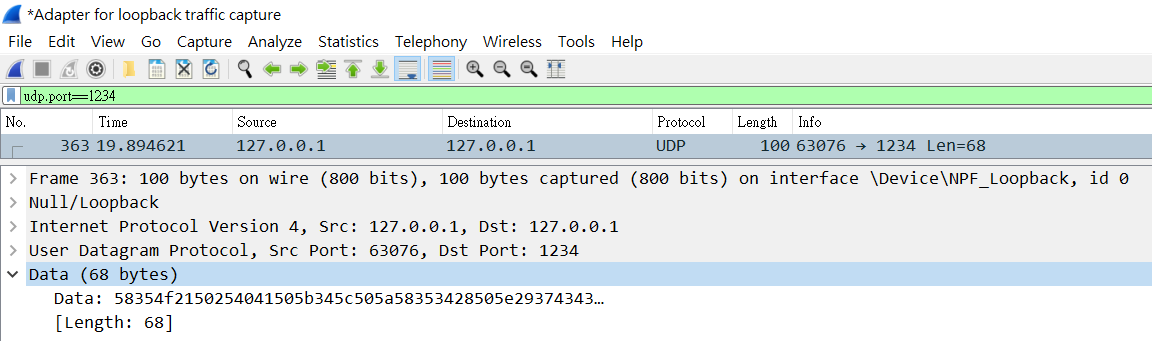 *Adapter for loopback traffic capture
File Edit View Go Capture Analyze Statistics Telephony Wireless Tools Help
udp.port==1234
No. Time Source Destination Protocol Length Info
363 19.894621 127.0.0.1 127.0.0.1 UDP 100 63076 → 1234 Len=68
Frame 363: 100 bytes on wire (800 bits), 100 bytes captured (800 bits) on interface \Device\NPF_Loopback, id 0
Null/Loopback
Internet Protocol Version 4, Src: 127.0.0.1, Dst: 127.0.0.1
User Datagram Protocol, Src Port: 63076, Dst Port: 1234
Data (68 bytes)
Data: 58354f2150254041505b345c505a58353428505e29374343…
[Length: 68]